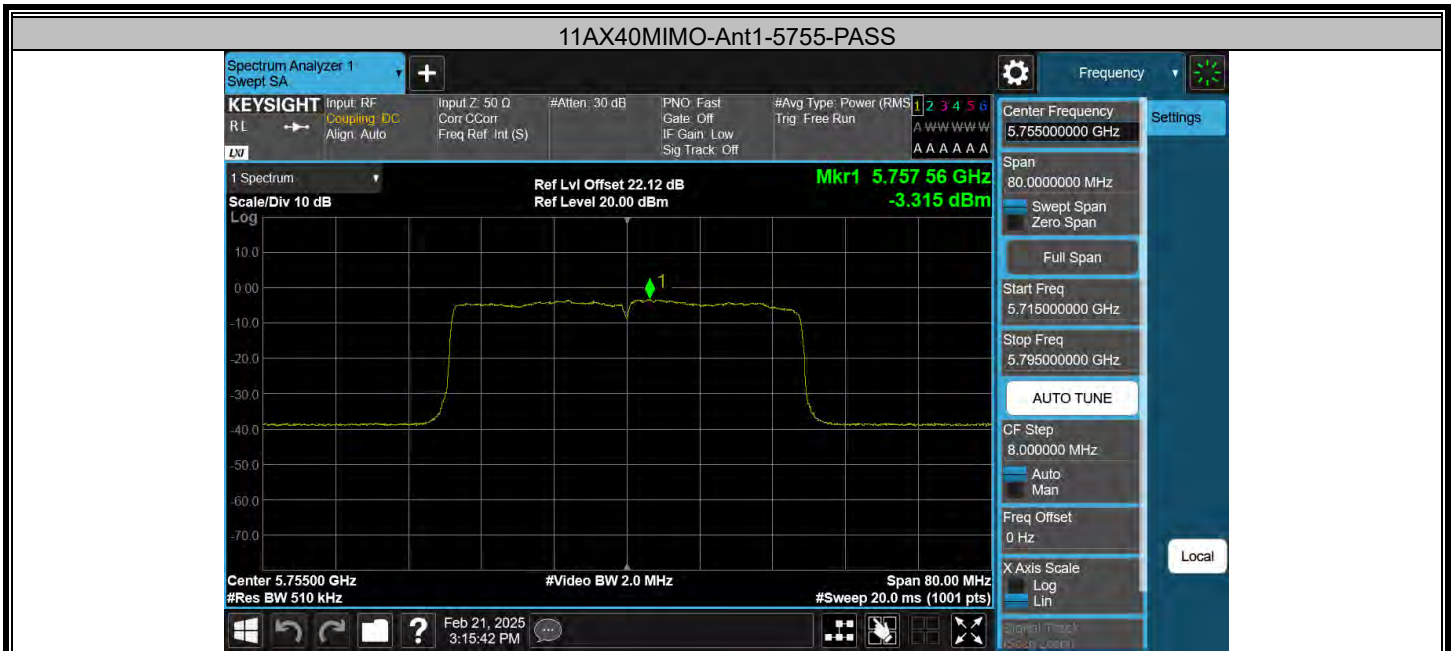 11AX40MIMO-Ant1-5755-PASS
Spectrum Analyzer 1
Swept SA
Frequency
KEYSIGHT
RL
LXI
Input: RF
Coupling: DC
Align: Auto
Input Z: 50 Ω
Corr CCorr
Freq Ref: Int (S)
#Atten: 30 dB
PNO: Fast
Gate: Off
IF Gain: Low
Sig Track: Off
#Avg Type: Power (RMS
Trig: Free Run
1 2 3 4 5 6
A W W W W W
A A A A A A
1 Spectrum
Scale/Div 10 dB
Ref Lvl Offset 22.12 dB
Ref Level 20.00 dBm
Mkr1 5.757 56 GHz
-3.315 dBm
Log
10.0
0.00
-10.0
-20.0
-30.0
-40.0
-50.0
-60.0
-70.0
1
Center 5.75500 GHz
#Res BW 510 kHz
#Video BW 2.0 MHz
Span 80.00 MHz
#Sweep 20.0 ms (1001 pts)
Feb 21, 2025
3:15:42 PM
Center Frequency
5.755000000 GHz
Settings
Span
80.0000000 MHz
Swept Span
Zero Span
Full Span
Start Freq
5.715000000 GHz
Stop Freq
5.795000000 GHz
AUTO TUNE
CF Step
8.000000 MHz
Auto
Man
Freq Offset
0 Hz
X Axis Scale
Log
Lin
Local
Signal Track
(Span Zoom)